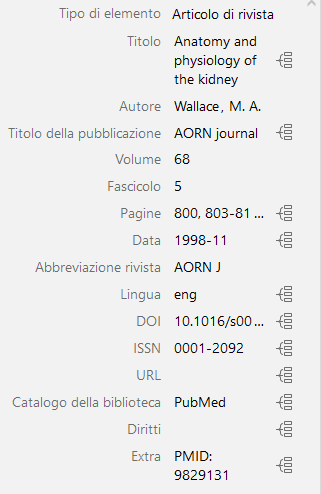 Tipo di elemento Articolo di rivista
Titolo Anatomy and
physiology of
the kidney
Autore Wallace, M. A.
Titolo della pubblicazione AORN journal
Volume 68
Fascicolo 5
Pagine 800, 803-81 ...
Data 1998-11
Abbreviazione rivista AORN J
Lingua eng
DOI 10.1016/s00 ...
ISSN 0001-2092
URL
Catalogo della biblioteca PubMed
Diritti
Extra PMID:
9829131